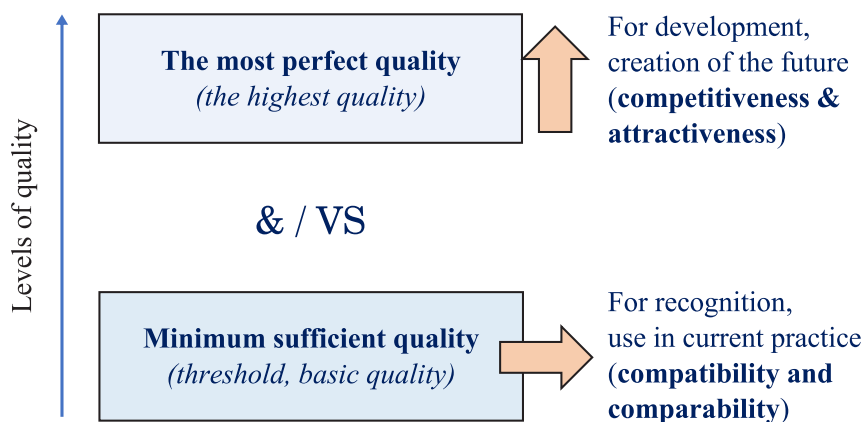 Levels of quality
The most perfect quality
(the highest quality)
For development,
creation of the future
(competitiveness &
attractiveness)
& / VS
Minimum sufficient quality
(threshold, basic quality)
For recognition,
use in current practice
(compatibility and
comparability)